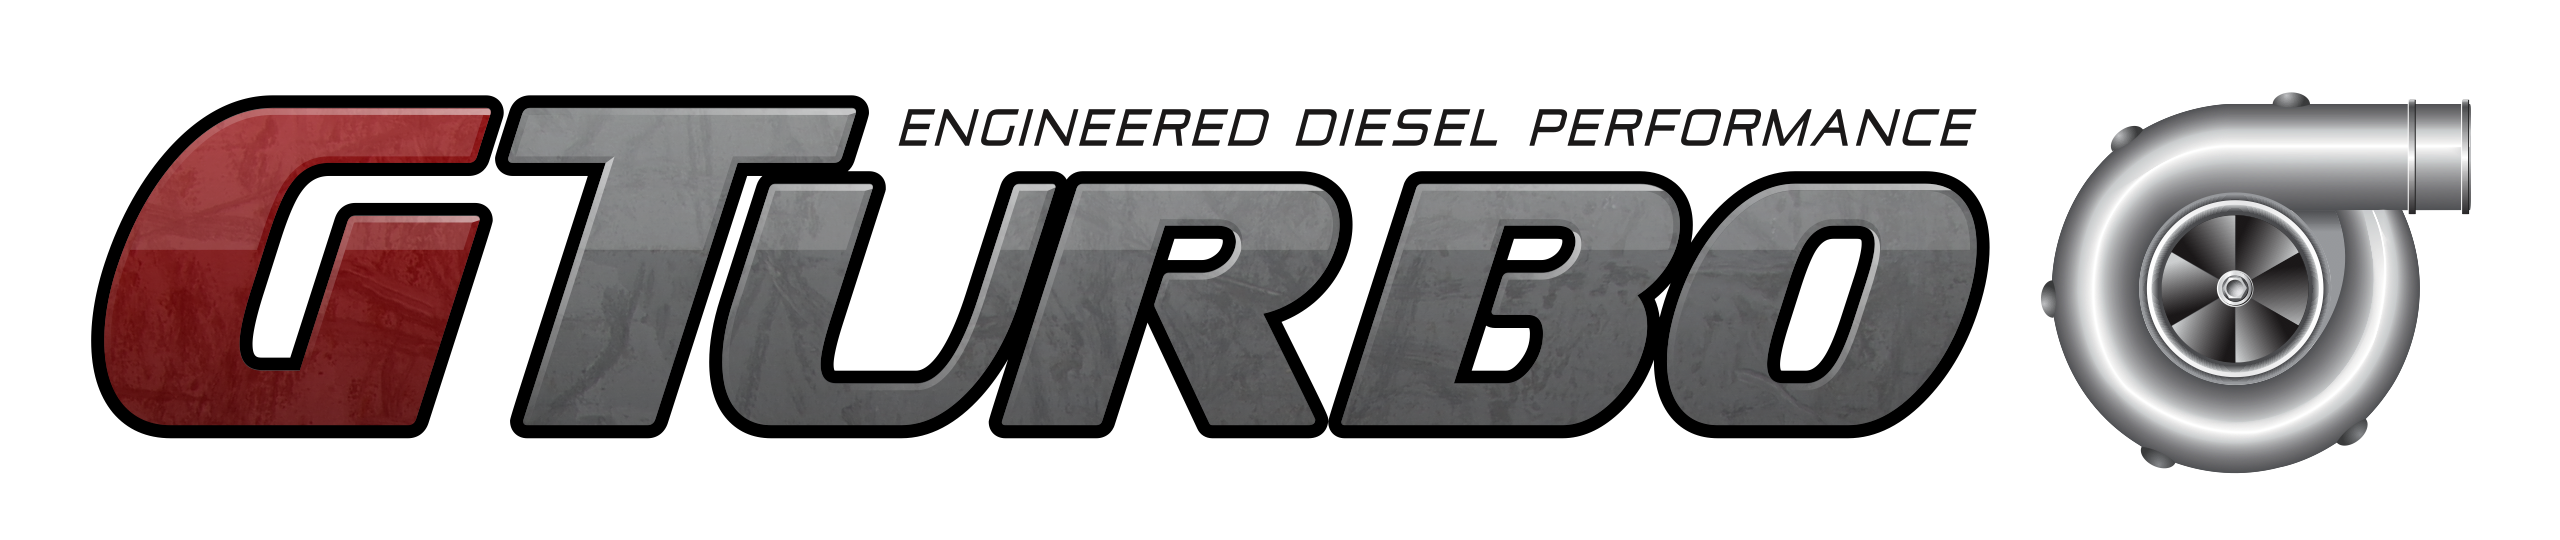 ENGINEERED DIESEL PERFORMANCE
GTURBO